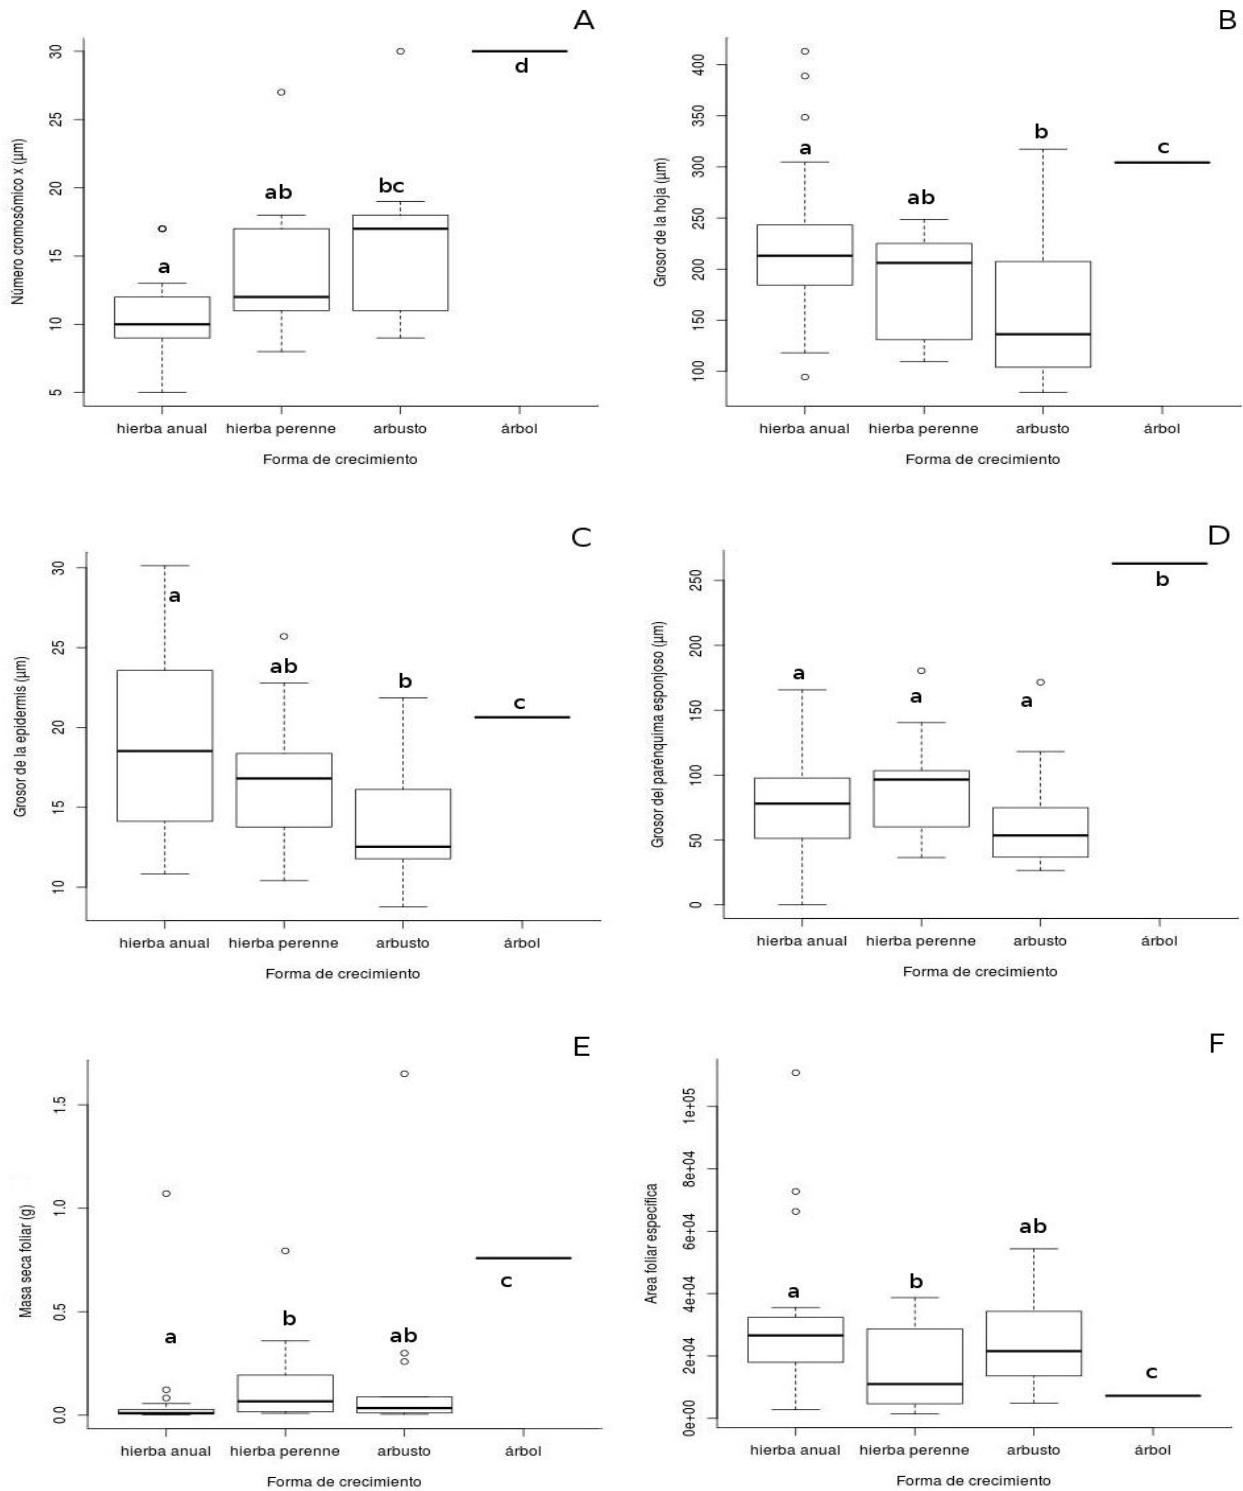 A
Número cromosómico x (µm)
30
25
20
15
10
5
a
ab
bc
d
hierba anual
hierba perenne
arbusto
árbol
Forma de crecimiento
B
Grosor de la hoja (µm)
400
350
300
250
200
150
100
a
ab
b
c
hierba anual
hierba perenne
arbusto
árbol
Forma de crecimiento
C
Grosor de la epidermis (µm)
30
25
20
15
10
a
ab
b
c
hierba anual
hierba perenne
arbusto
árbol
Forma de crecimiento
D
Grosor del parénquima esponjoso (µm)
250
200
150
100
50
0
a
a
a
b
hierba anual
hierba perenne
arbusto
árbol
Forma de crecimiento
E
Masa seca foliar (g)
1.5
1.0
0.5
0.0
a
b
ab
c
hierba anual
hierba perenne
arbusto
árbol
Forma de crecimiento
F
Area foliar específica
1e+05
8e+04
6e+04
4e+04
2e+04
0e+00
a
b
ab
c
hierba anual
hierba perenne
arbusto
árbol
Forma de crecimiento